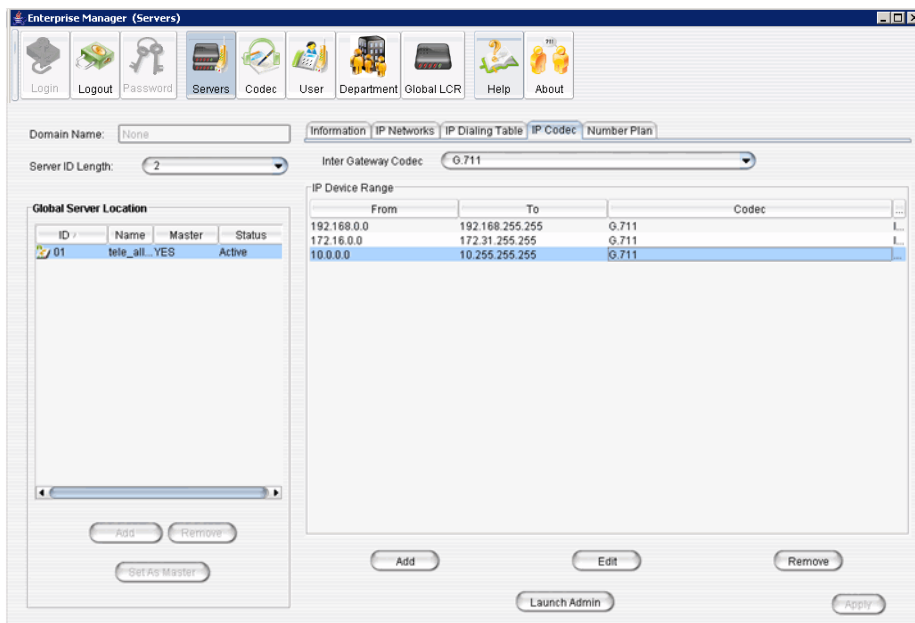 Enterprise Manager (Servers)
Login Logout Password Servers Codec User Department Global LCR Help About
Domain Name: None
Server ID Length: 2
Global Server Location
ID Name Master Status
01 tele_all... YES Active
Add Remove
Set As Master
Information IP Networks IP Dialing Table IP Codec Number Plan
Inter Gateway Codec G.711
IP Device Range
From To Codec ...
192.168.0.0 192.168.255.255 G.711 I...
172.16.0.0 172.31.255.255 G.711 I...
10.0.0.0 10.255.255.255 G.711 ...
Add Edit Remove
Launch Admin Apply